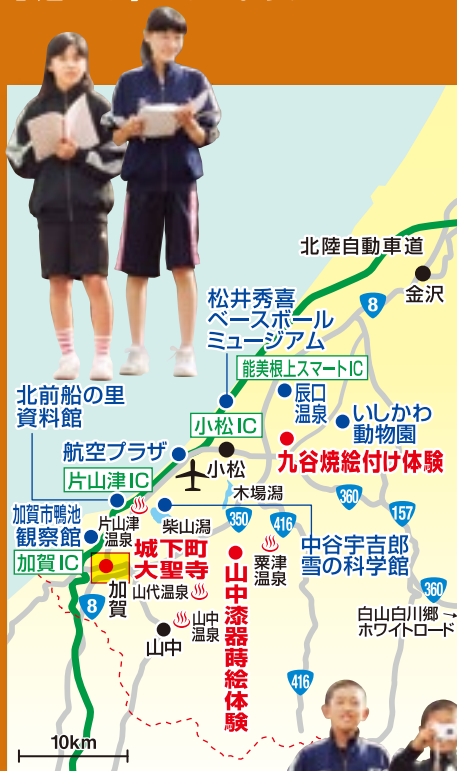 北陸自動車道
8
金沢
松井秀喜
ベースボール
ミュージアム
能美根上スマートIC
北前船の里
資料館
小松IC
辰口
温泉
いしかわ
動物園
航空プラザ
小松
九谷焼絵付け体験
片山津IC
木場潟
360
加賀市鴨池
観察館
片山津
温泉
柴山潟
350
416
157
中谷宇吉郎
雪の科学館
加賀IC
城下町
大聖寺
粟津
温泉
加賀
山代温泉
360
8
山中
温泉
山中
山中漆器蒔絵体験
白山白川郷
ホワイトロード
→
416
10km